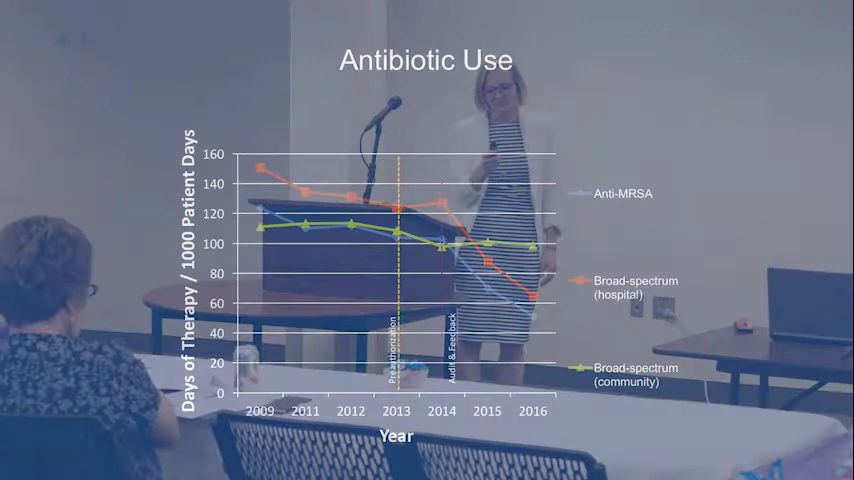 Antibiotic Use
Days of Therapy / 1000 Patient Days
160
140
120
100
80
60
40
20
0
Preauthorization
Audit & Feedback
2009 2011 2012 2013 2014 2015 2016
Year
Anti-MRSA
Broad-spectrum
(hospital)
Broad-spectrum
(community)